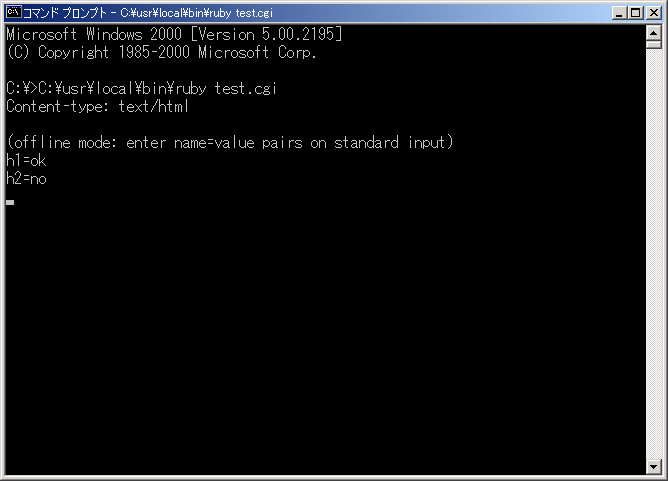 コマンド プロンプト - C:¥usr¥local¥bin¥ruby test.cgi
Microsoft Windows 2000 [Version 5.00.2195]
(C) Copyright 1985-2000 Microsoft Corp.
C:¥>C:¥usr¥local¥bin¥ruby test.cgi
Content-type: text/html
(offline mode: enter name=value pairs on standard input)
h1=ok
h2=no